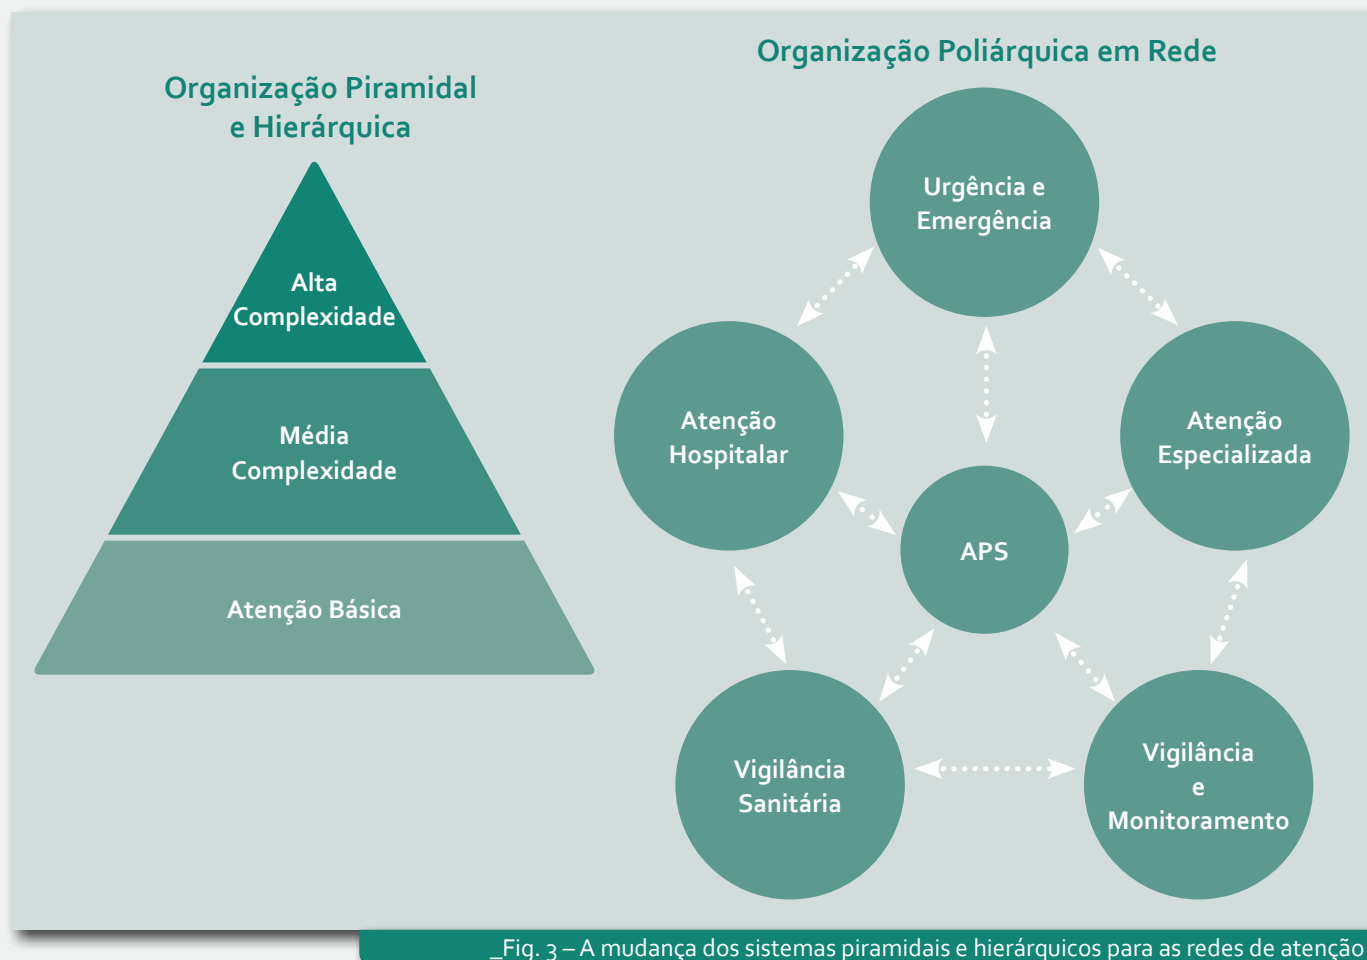 Organização Piramidal
e Hierárquica
Alta
Complexidade
Média
Complexidade
Atenção Básica
Organização Poliárquica em Rede
Urgência e
Emergência
Atenção
Hospitalar
Atenção
Especializada
APS
Vigilância
Sanitária
Vigilância
e
Monitoramento
_Fig. 3 – A mudança dos sistemas piramidais e hierárquicos para as redes de atenção